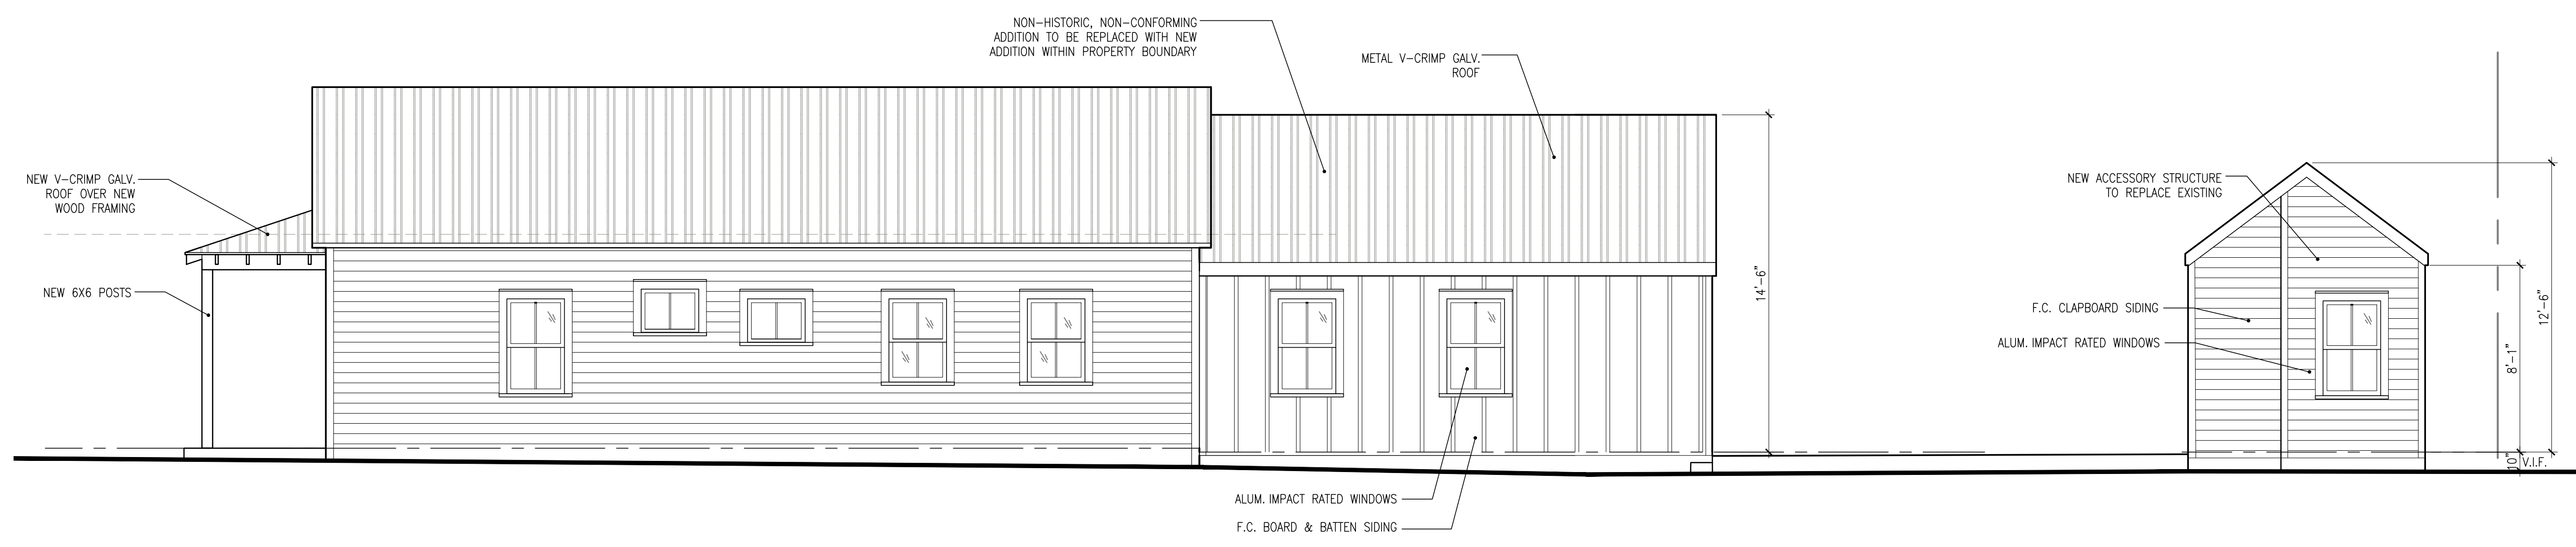 NON-HISTORIC, NON-CONFORMING
ADDITION TO BE REPLACED WITH NEW
ADDITION WITHIN PROPERTY BOUNDARY
METAL V-CRIMP GALV.
ROOF
NEW V-CRIMP GALV.
ROOF OVER NEW
WOOD FRAMING
NEW 6X6 POSTS
14'-6"
NEW ACCESSORY STRUCTURE
TO REPLACE EXISTING
F.C. CLAPBOARD SIDING
ALUM. IMPACT RATED WINDOWS
12'-6"
8'-1"
10"
V.I.F.
ALUM. IMPACT RATED WINDOWS
F.C. BOARD & BATTEN SIDING